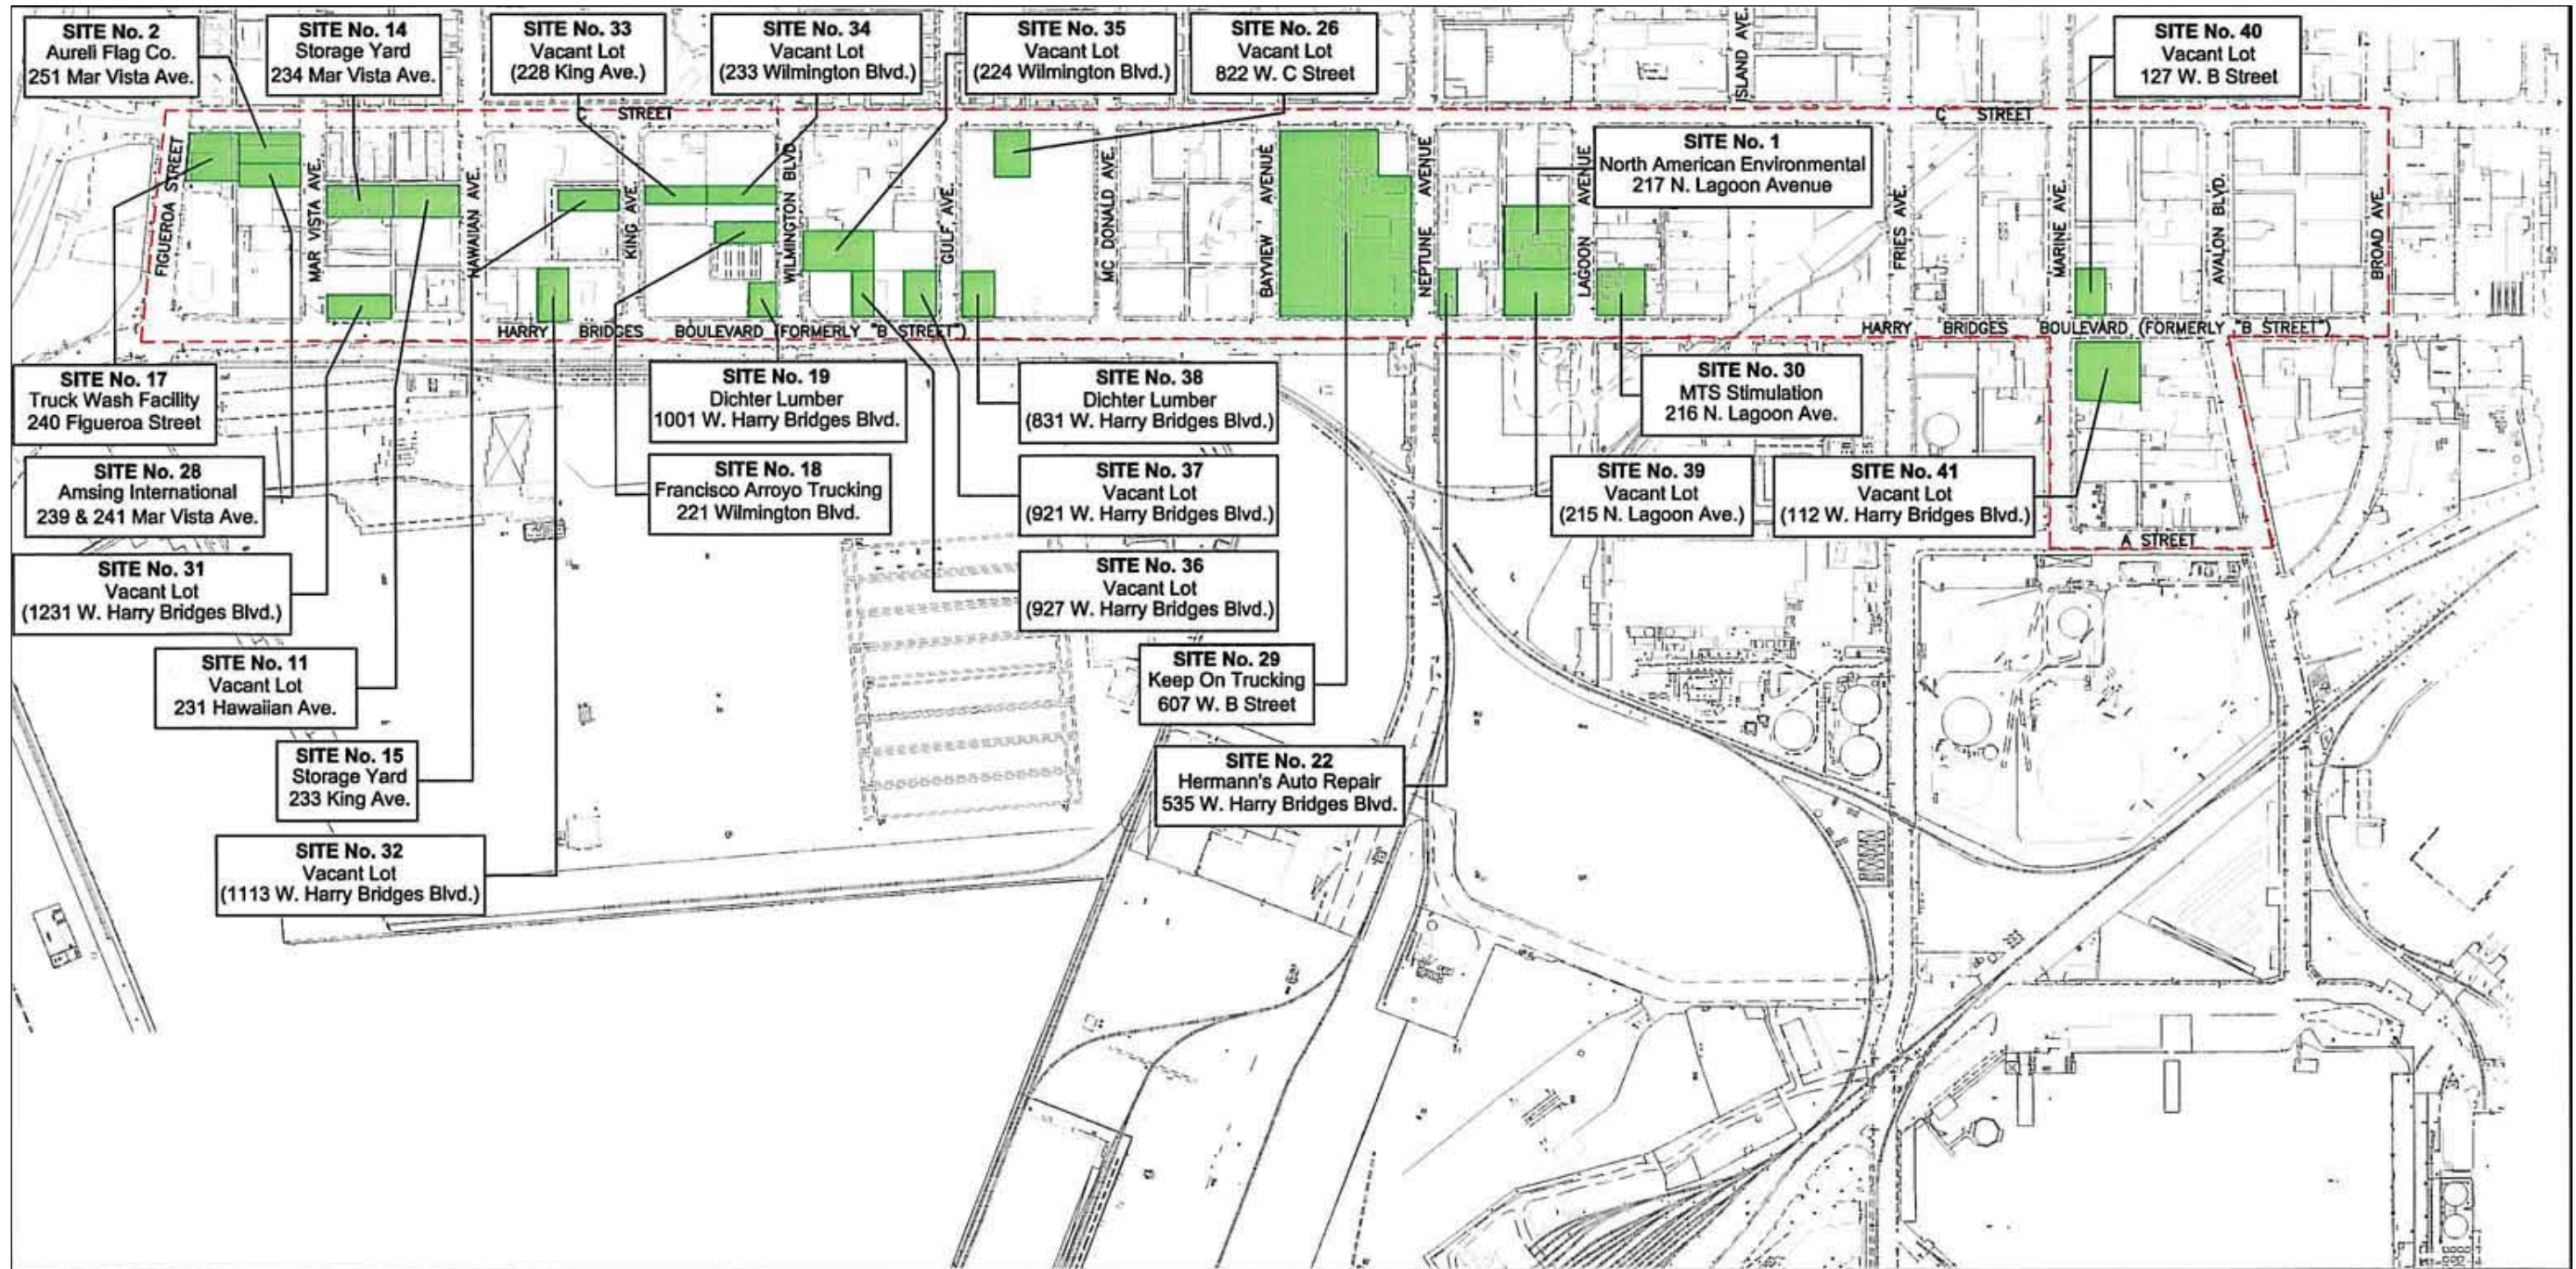 SITE No. 2
Aureli Flag Co.
251 Mar Vista Ave.
SITE No. 14
Storage Yard
234 Mar Vista Ave.
SITE No. 33
Vacant Lot
(228 King Ave.)
SITE No. 34
Vacant Lot
(233 Wilmington Blvd.)
SITE No. 35
Vacant Lot
(224 Wilmington Blvd.)
SITE No. 26
Vacant Lot
822 W. C Street
ISLAND AVE.
SITE No. 40
Vacant Lot
127 W. B Street
C STREET
C STREET
FIGUEROA STREET
MAR VISTA AVE.
HAWAIIAN AVE.
KING AVE.
WILMINGTON BLVD.
GULF AVE.
MC DONALD AVE.
BAYVIEW AVENUE
NEPTUNE AVENUE
LAGOON AVENUE
SITE No. 1
North American Environmental
217 N. Lagoon Avenue
FRIES AVE.
MARINE AVE.
AVALON BLVD.
BROAD AVE.
HARRY BRIDGES BOULEVARD (FORMERLY "B STREET")
HARRY BRIDGES BOULEVARD (FORMERLY "B STREET")
SITE No. 17
Truck Wash Facility
240 Figueroa Street
SITE No. 19
Dichter Lumber
1001 W. Harry Bridges Blvd.
SITE No. 38
Dichter Lumber
(831 W. Harry Bridges Blvd.)
SITE No. 30
MTS Stimulation
216 N. Lagoon Ave.
SITE No. 28
Amsing International
239 & 241 Mar Vista Ave.
SITE No. 18
Francisco Arroyo Trucking
221 Wilmington Blvd.
SITE No. 37
Vacant Lot
(921 W. Harry Bridges Blvd.)
SITE No. 39
Vacant Lot
(215 N. Lagoon Ave.)
SITE No. 41
Vacant Lot
(112 W. Harry Bridges Blvd.)
A STREET
SITE No. 31
Vacant Lot
(1231 W. Harry Bridges Blvd.)
SITE No. 36
Vacant Lot
(927 W. Harry Bridges Blvd.)
SITE No. 11
Vacant Lot
231 Hawaiian Ave.
SITE No. 29
Keep On Trucking
607 W. B Street
SITE No. 15
Storage Yard
233 King Ave.
SITE No. 22
Hermann's Auto Repair
535 W. Harry Bridges Blvd.
SITE No. 32
Vacant Lot
(1113 W. Harry Bridges Blvd.)